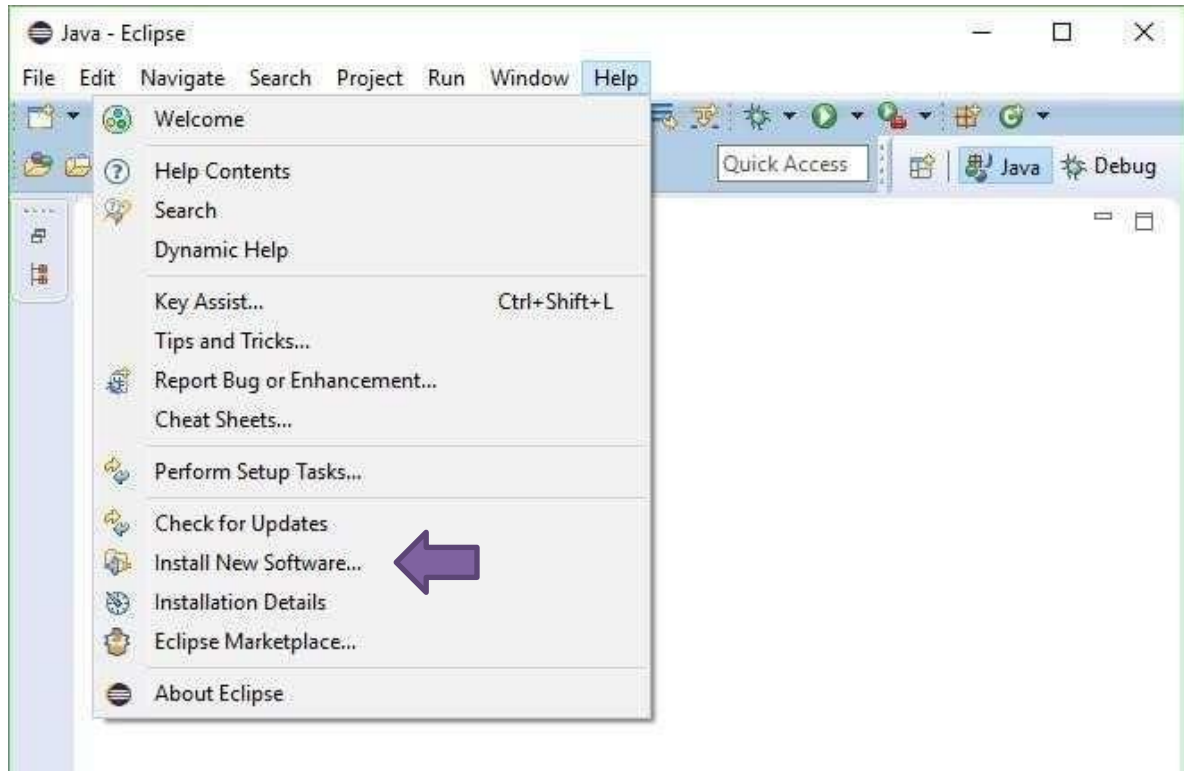 Java - Eclipse
File Edit Navigate Search Project Run Window Help
Welcome
Quick Access
Java
Debug
Help Contents
Search
Dynamic Help
Key Assist... Ctrl+Shift+L
Tips and Tricks...
Report Bug or Enhancement...
Cheat Sheets...
Perform Setup Tasks...
Check for Updates
Install New Software...
Installation Details
Eclipse Marketplace...
About Eclipse